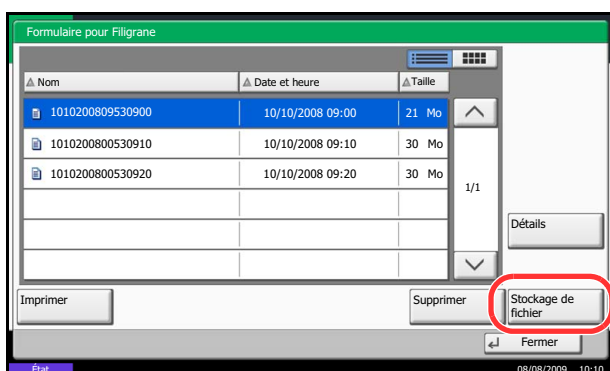 Formulaire pour Filigrane
Nom Date et heure Taille
1010200809530900 10/10/2008 09:00 21 Mo
1010200800530910 10/10/2008 09:10 30 Mo
1010200800530920 10/10/2008 09:20 30 Mo
1/1
Détails
Imprimer Supprimer Stockage de
fichier
Fermer
État 08/08/2009 10:10